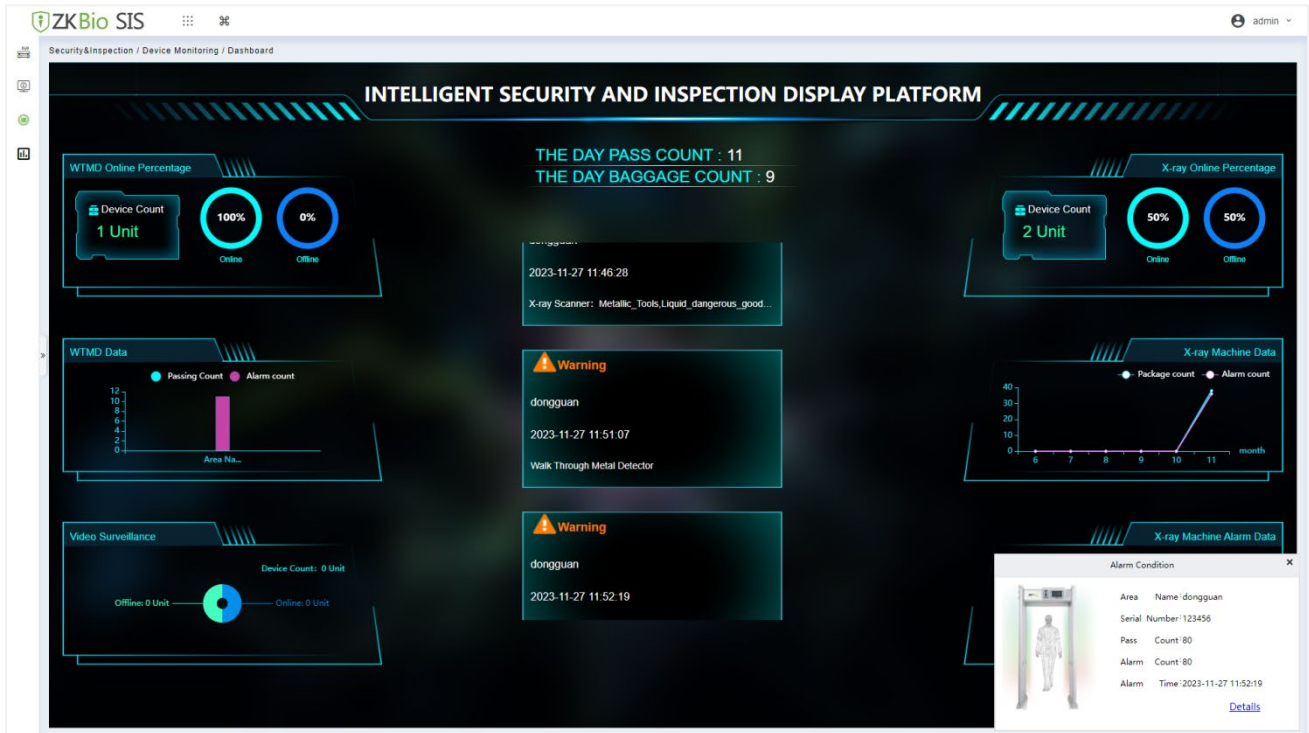 ZKBio SIS
admin
Security&Inspection / Device Monitoring / Dashboard
INTELLIGENT SECURITY AND INSPECTION DISPLAY PLATFORM
THE DAY PASS COUNT : 11
THE DAY BAGGAGE COUNT : 9
WTMD Online Percentage
Device Count
1 Unit
100%
Online
0%
Offline
X-ray Online Percentage
Device Count
2 Unit
50%
Online
50%
Offline
dongguan
2023-11-27 11:46:28
X-ray Scanner: Metallic_Tools,Liquid_dangerous_good...
WTMD Data
Passing Count
Alarm count
12
10
8
6
4
2
0
Area Na...
Warning
dongguan
2023-11-27 11:51:07
Walk Through Metal Detector
X-ray Machine Data
Package count
Alarm count
40
30
20
10
0
6 7 8 9 10 11 month
Video Surveillance
Device Count: 0 Unit
Offline: 0 Unit
Online: 0 Unit
Warning
dongguan
2023-11-27 11:52:19
X-ray Machine Alarm Data
Alarm Condition
Area Name:dongguan
Serial Number:123456
Pass Count:80
Alarm Count:80
Alarm Time:2023-11-27 11:52:19
Details